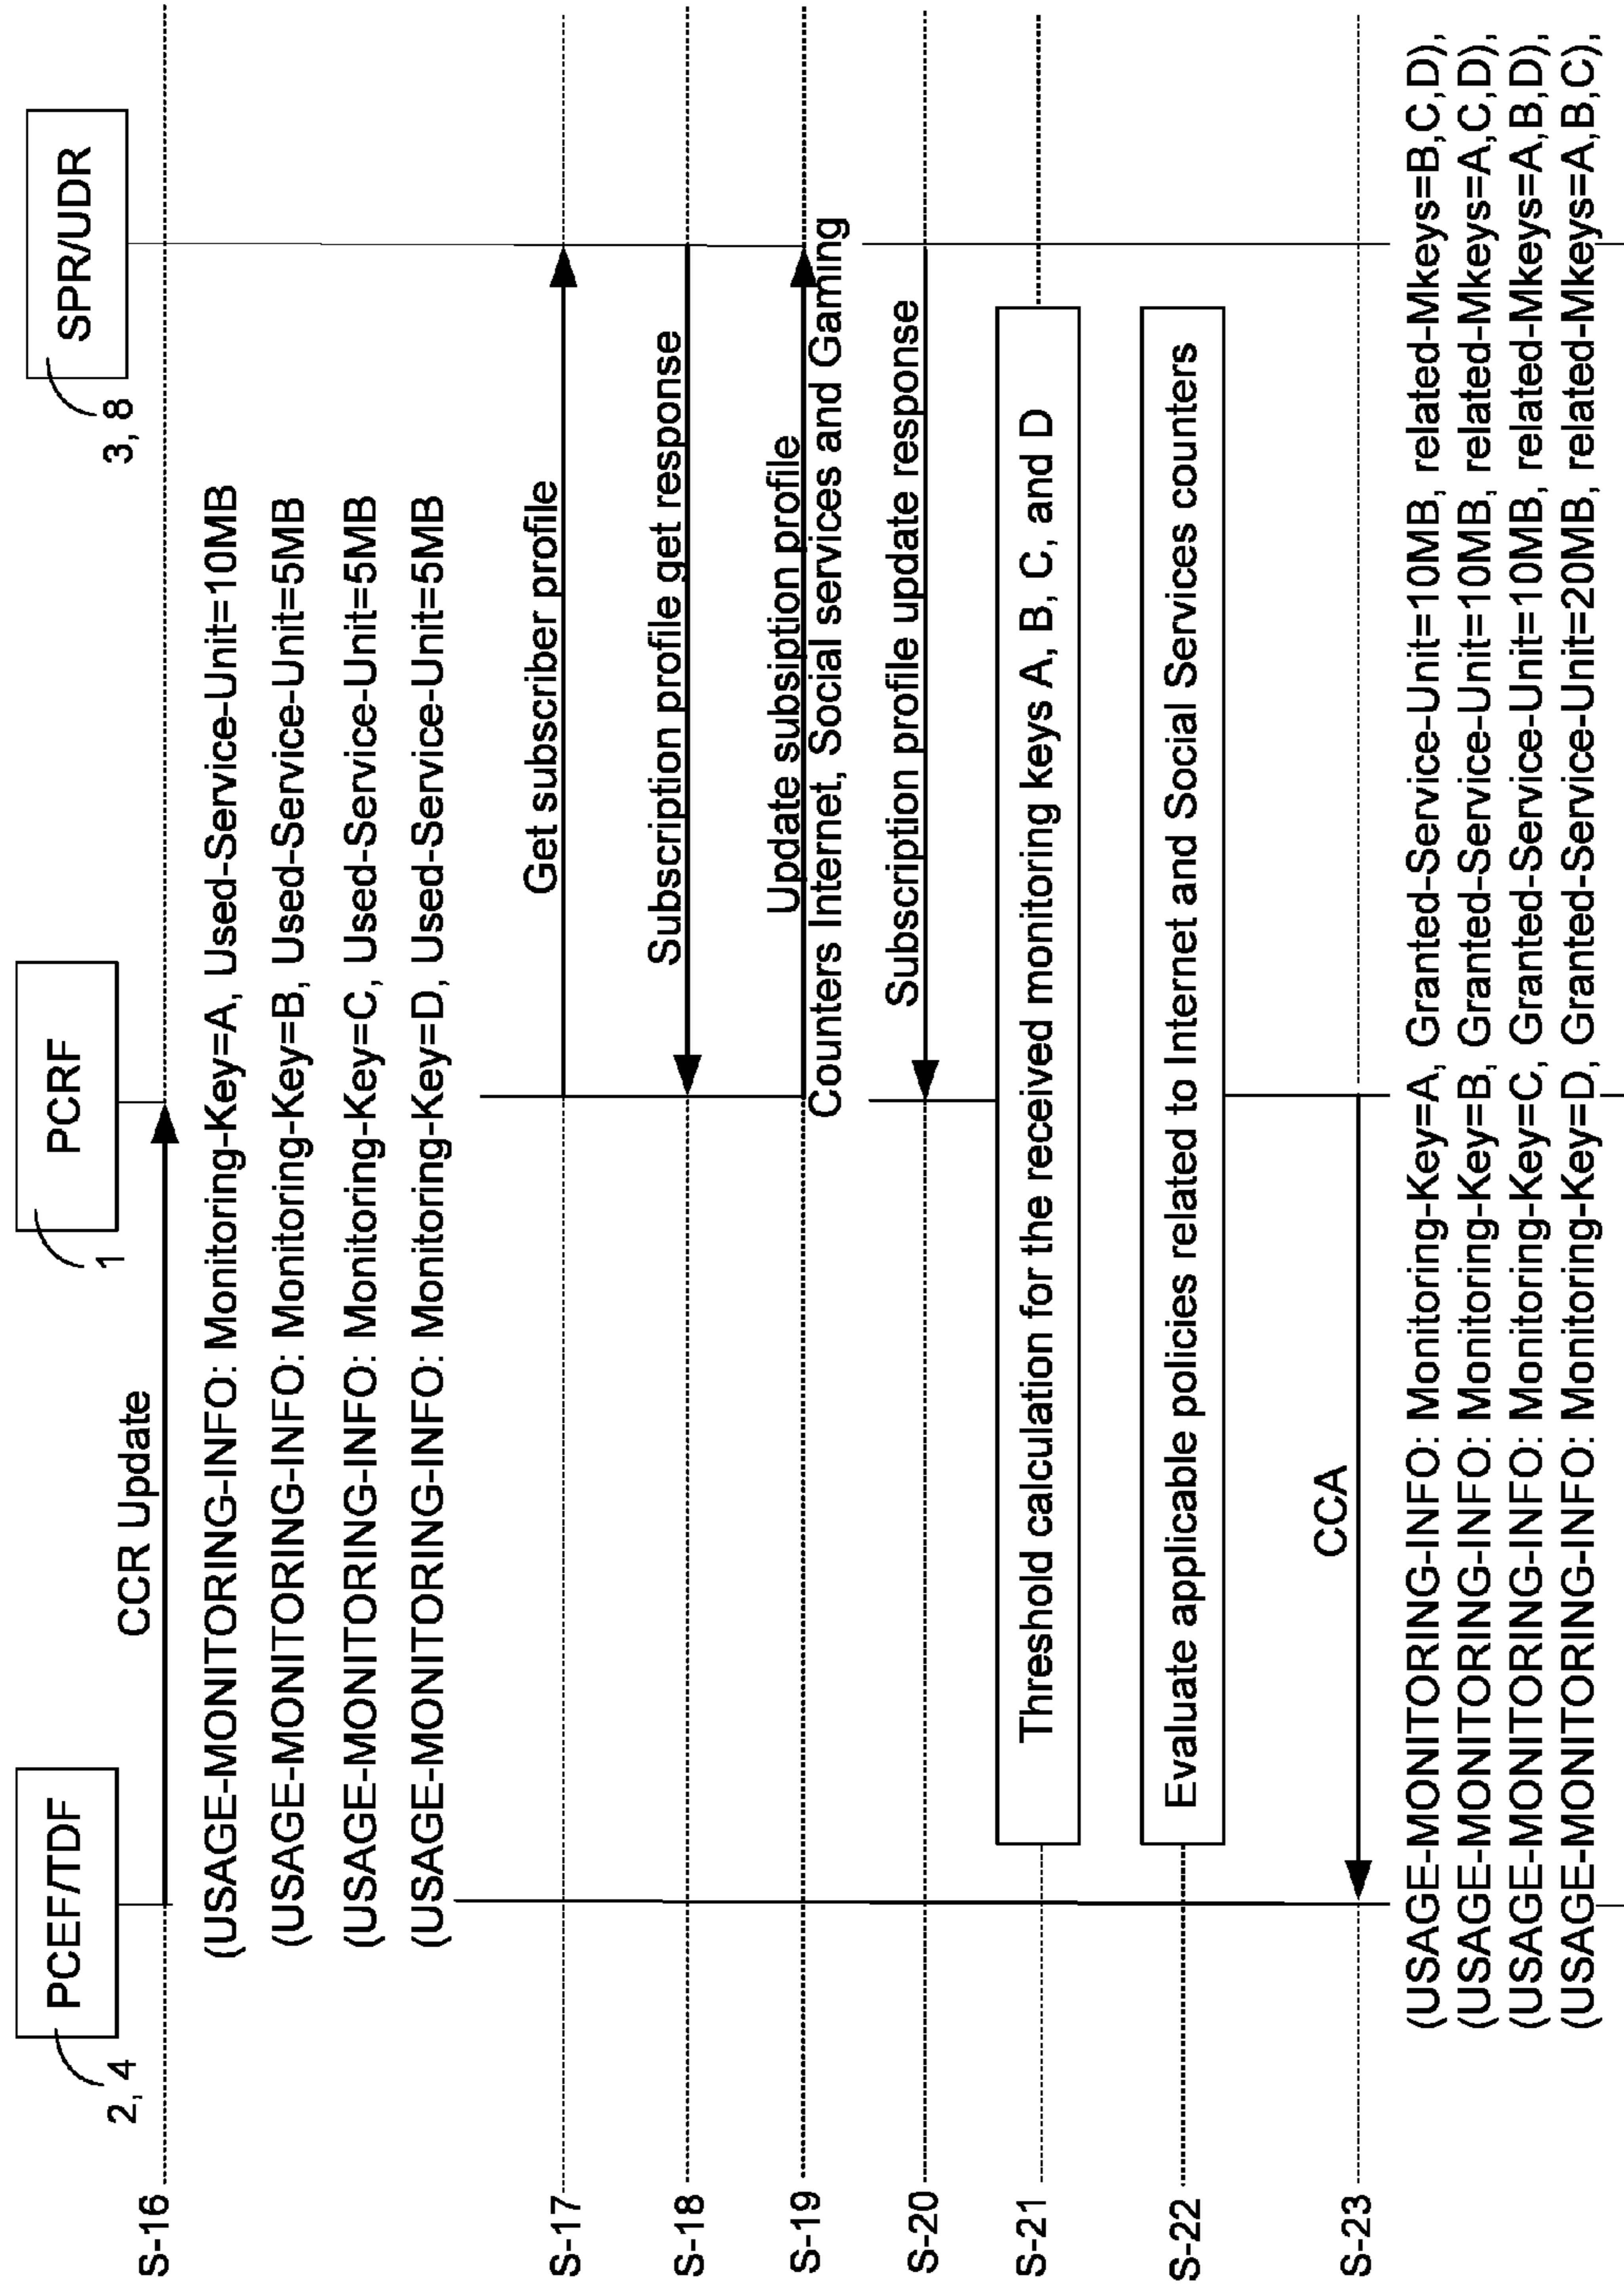 PCEF/TDF
2, 4
PCRF
1
SPR/UDR
3, 8
S-16
CCR Update
(USAGE-MONITORING-INFO: Monitoring-Key=A, Used-Service-Unit=10MB
(USAGE-MONITORING-INFO: Monitoring-Key=B, Used-Service-Unit=5MB
(USAGE-MONITORING-INFO: Monitoring-Key=C, Used-Service-Unit=5MB
(USAGE-MONITORING-INFO: Monitoring-Key=D, Used-Service-Unit=5MB
S-17
Get subscriber profile
S-18
Subscription profile get response
S-19
Update subsiption profile
Counters Internet, Social services and Gaming
S-20
Subscription profile update response
S-21
Threshold calculation for the received monitoring keys A, B, C, and D
S-22
Evaluate applicable policies related to Internet and Social Services counters
S-23
CCA
(USAGE-MONITORING-INFO: Monitoring-Key=A, Granted-Service-Unit=10MB, related-Mkeys=B,C,D),
(USAGE-MONITORING-INFO: Monitoring-Key=B, Granted-Service-Unit=10MB, related-Mkeys=A,C,D),
(USAGE-MONITORING-INFO: Monitoring-Key=C, Granted-Service-Unit=10MB, related-Mkeys=A,B,D),
(USAGE-MONITORING-INFO: Monitoring-Key=D, Granted-Service-Unit=20MB, related-Mkeys=A,B,C),